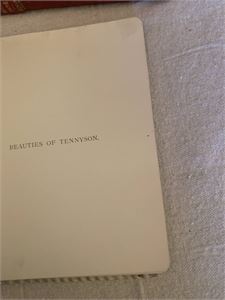 BEAUTIES OF TENNYSON.